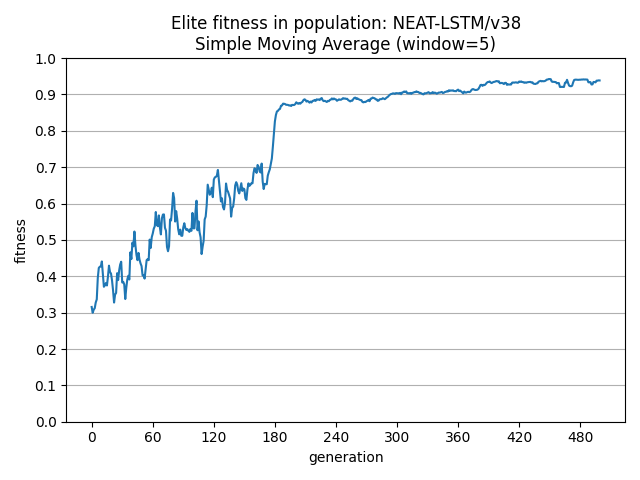 Elite fitness in population: NEAT-LSTM/v38
Simple Moving Average (window=5)
1.0
0.9
0.8
0.7
0.6
0.5
0.4
0.3
0.2
0.1
0.0
fitness
0 60 120 180 240 300 360 420 480
generation